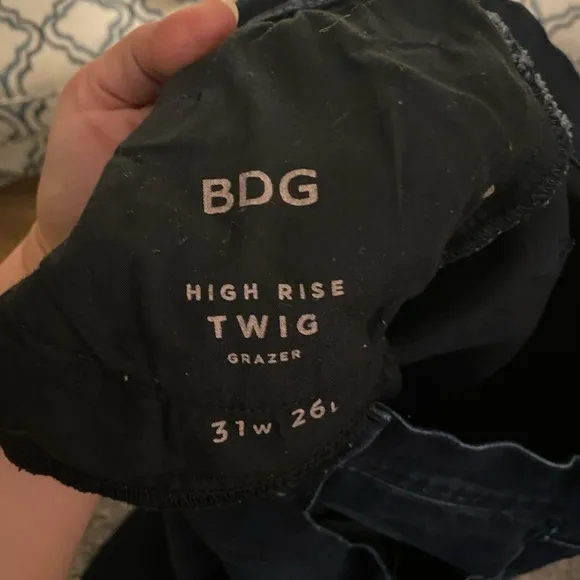 BDG
HIGH RISE
TWIG
GRAZER
31W 26L